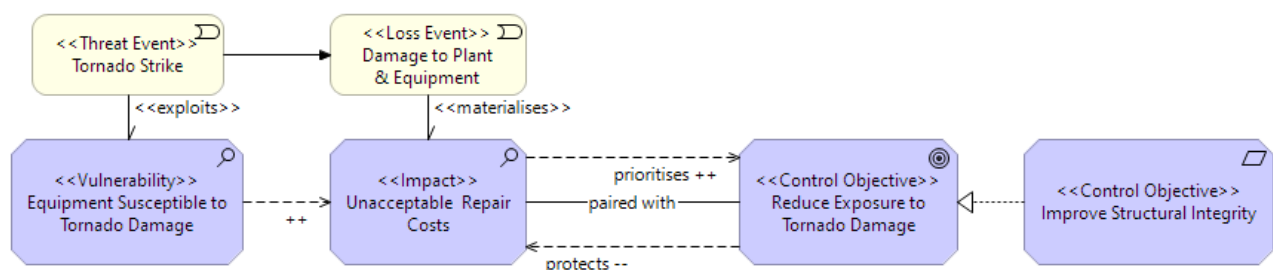 <<Threat Event>>
Tornado Strike
<<Loss Event>>
Damage to Plant
& Equipment
<<exploits>>
<<materialises>>
<<Vulnerability>>
Equipment Susceptible to
Tornado Damage
++
<<Impact>>
Unacceptable Repair
Costs
prioritises ++
paired with
protects --
<<Control Objective>>
Reduce Exposure to
Tornado Damage
<<Control Objective>>
Improve Structural Integrity